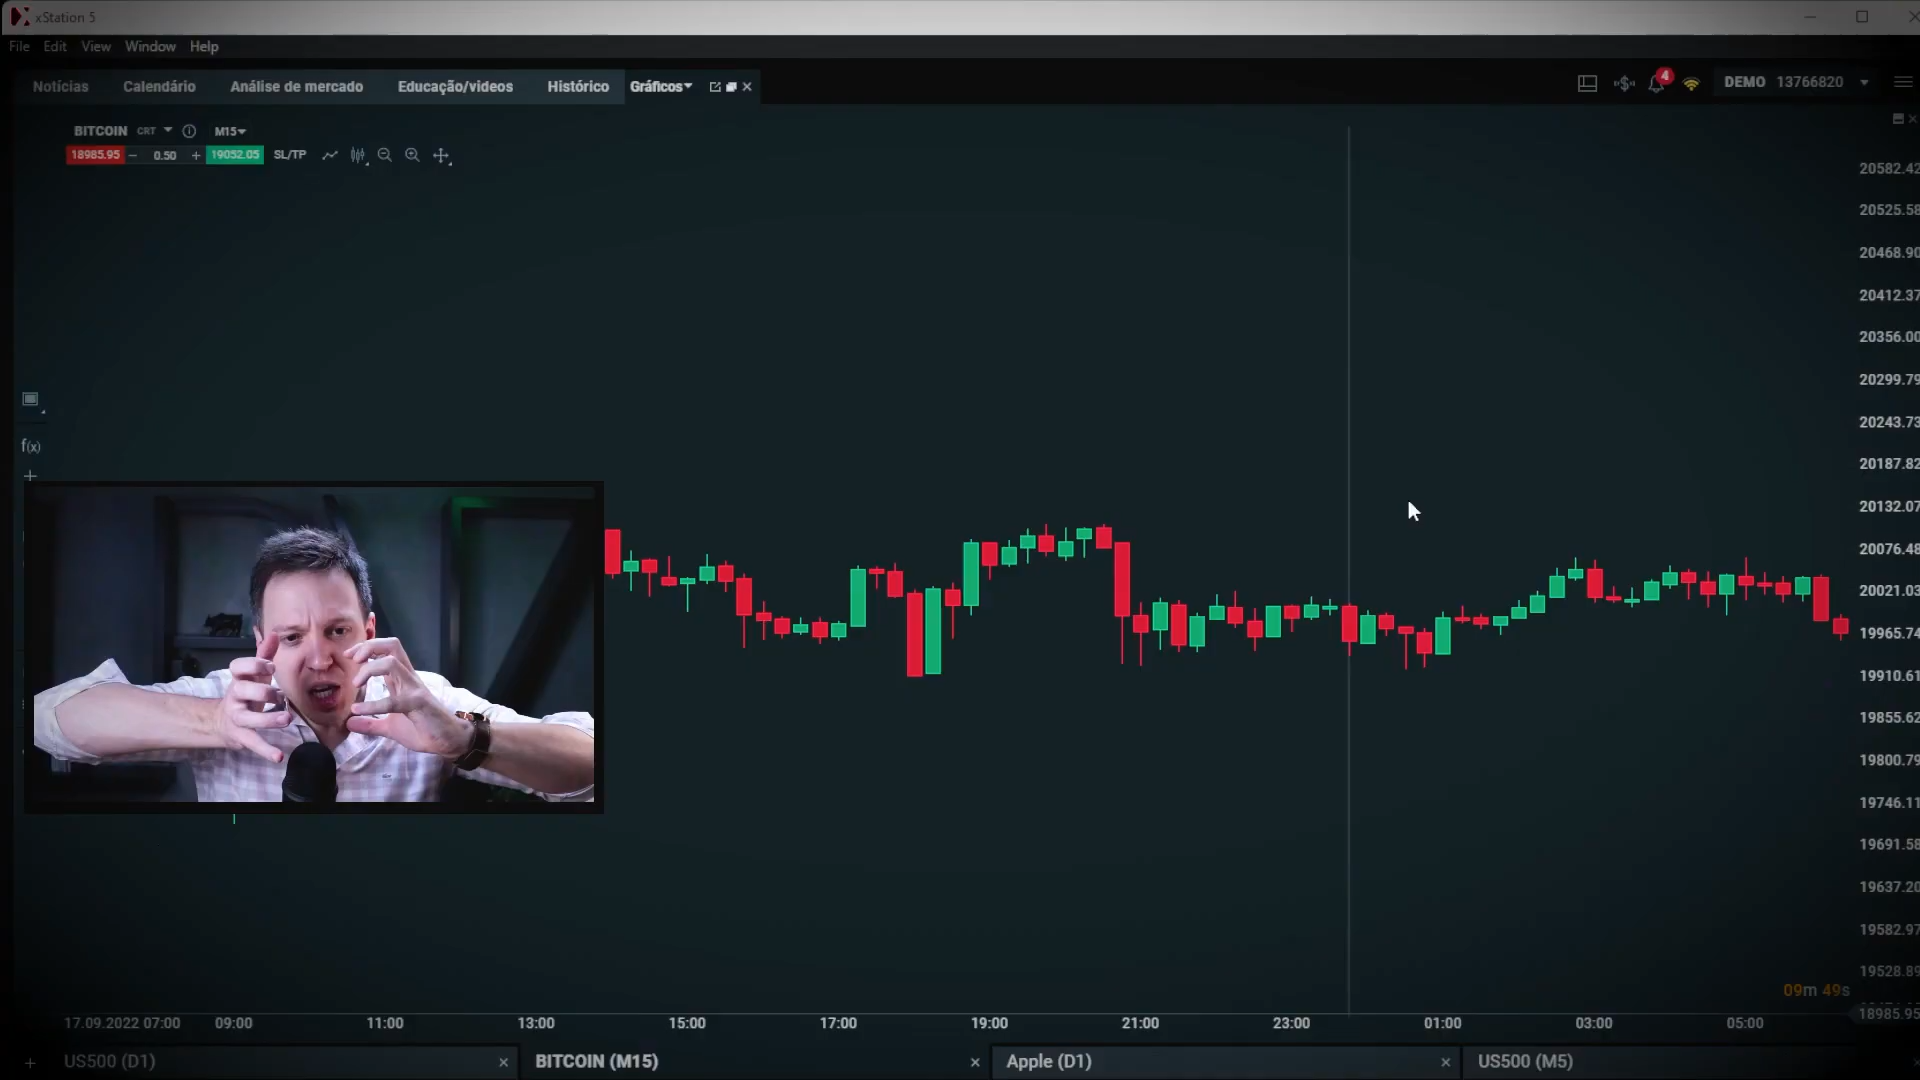 xStation 5
File Edit View Window Help
Notícias Calendário Análise de mercado Educação/videos Histórico Gráficos
4
DEMO 13766820
BITCOIN CRT M15
18985.95 − 0.50 + 19052.05 SL/TP
20582.42
20525.58
20468.90
20412.37
20356.00
20299.79
20243.73
20187.82
20132.07
20076.48
20021.03
19965.74
19910.61
19855.62
19800.79
19746.11
19691.58
19637.20
19582.97
19528.89
18985.95
f(x)
09m 49s
17.09.2022 07:00 09:00 11:00 13:00 15:00 17:00 19:00 21:00 23:00 01:00 03:00 05:00
US500 (D1) BITCOIN (M15) Apple (D1) US500 (M5)